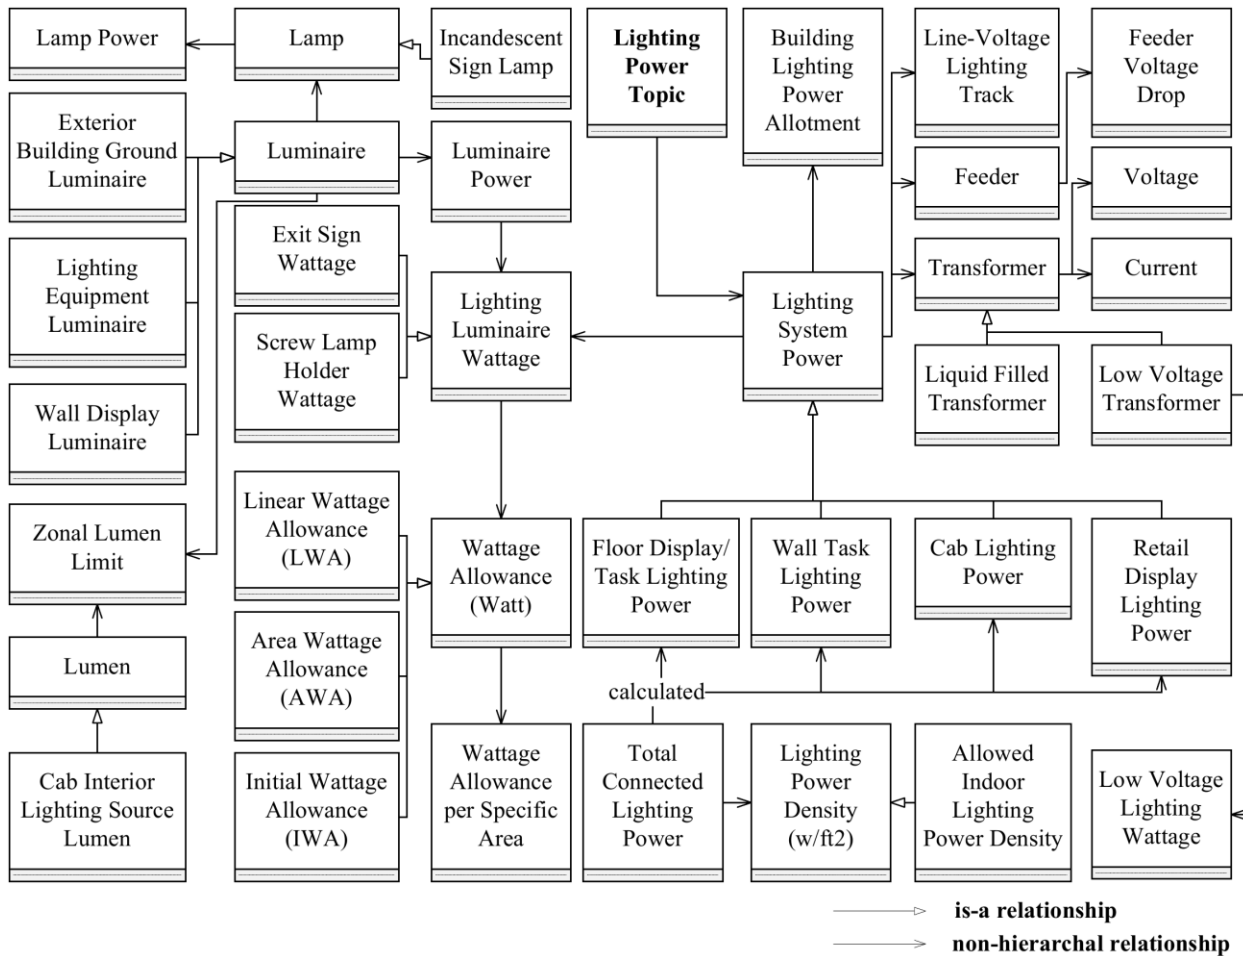 Lamp Power
Lamp
Incandescent
Sign Lamp
Lighting
Power
Topic
Building
Lighting
Power
Allotment
Line-Voltage
Lighting
Track
Feeder
Voltage
Drop
Exterior
Building Ground
Luminaire
Luminaire
Luminaire
Power
Feeder
Voltage
Exit Sign
Wattage
Lighting
Equipment
Luminaire
Lighting
Luminaire
Wattage
Lighting
System
Power
Transformer
Current
Screw Lamp
Holder
Wattage
Liquid Filled
Transformer
Low Voltage
Transformer
Wall Display
Luminaire
Linear Wattage
Allowance
(LWA)
Zonal Lumen
Limit
Wattage
Allowance
(Watt)
Floor Display/
Task Lighting
Power
Wall Task
Lighting
Power
Cab Lighting
Power
Retail
Display
Lighting
Power
Lumen
Area Wattage
Allowance
(AWA)
calculated
Cab Interior
Lighting Source
Lumen
Initial Wattage
Allowance
(IWA)
Wattage
Allowance
per Specific
Area
Total
Connected
Lighting
Power
Lighting
Power
Density
(w/ft2)
Allowed
Indoor
Lighting
Power Density
Low Voltage
Lighting
Wattage
is-a relationship
non-hierarchal relationship